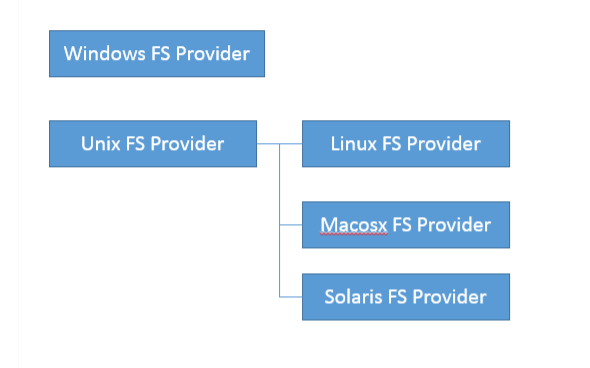 Windows FS Provider
Unix FS Provider
Linux FS Provider
Macosx FS Provider
Solaris FS Provider